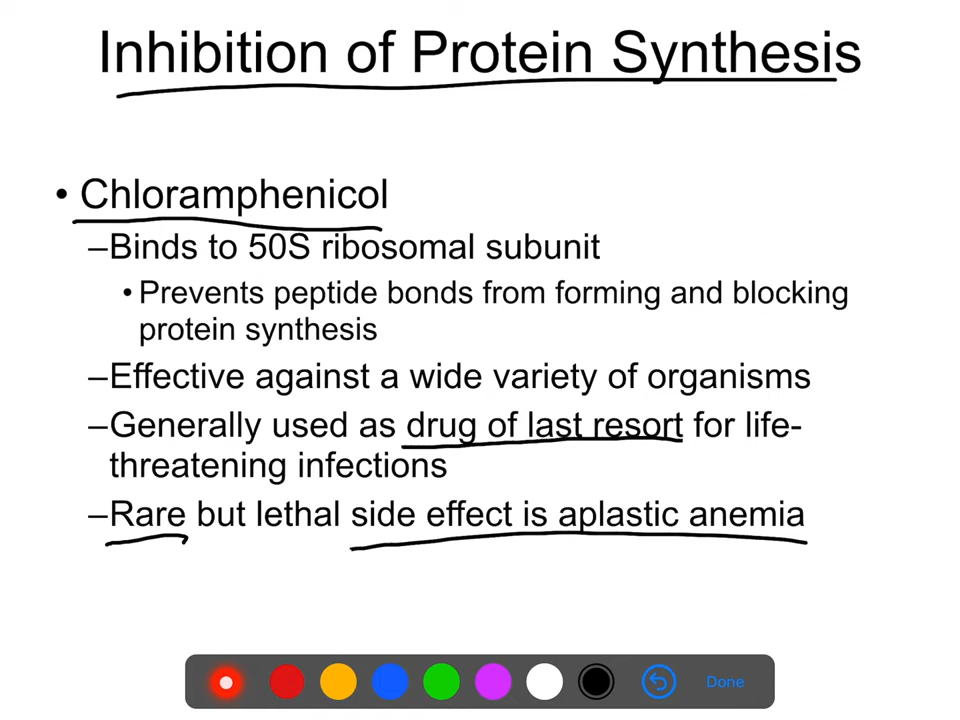 Inhibition of Protein Synthesis
• Chloramphenicol
–Binds to 50S ribosomal subunit
• Prevents peptide bonds from forming and blocking
protein synthesis
–Effective against a wide variety of organisms
–Generally used as drug of last resort for life-
threatening infections
–Rare but lethal side effect is aplastic anemia
Done